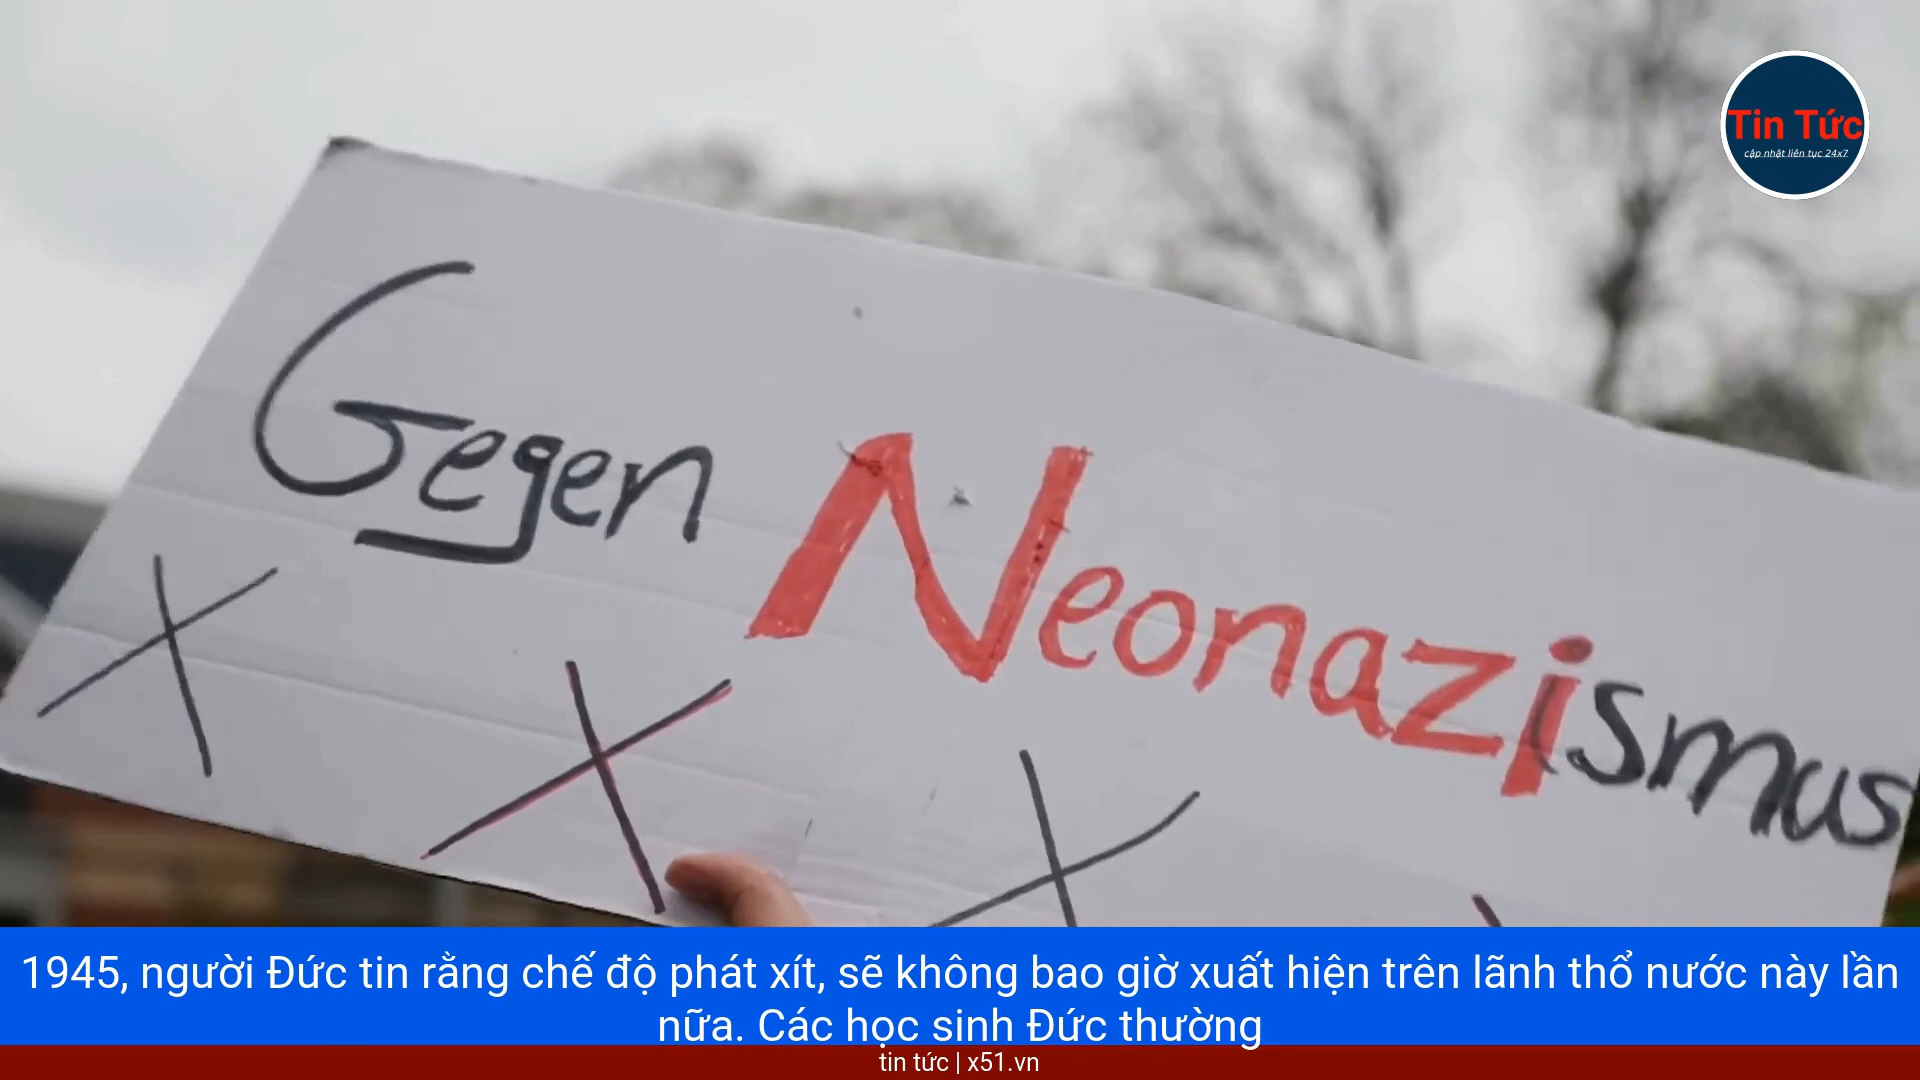 Tin Tức
cập nhật liên tục 24x7
Gegen Neonazismus
1945, người Đức tin rằng chế độ phát xít, sẽ không bao giờ xuất hiện trên lãnh thổ nước này lần
nữa. Các học sinh Đức thường
tin tức | x51.vn